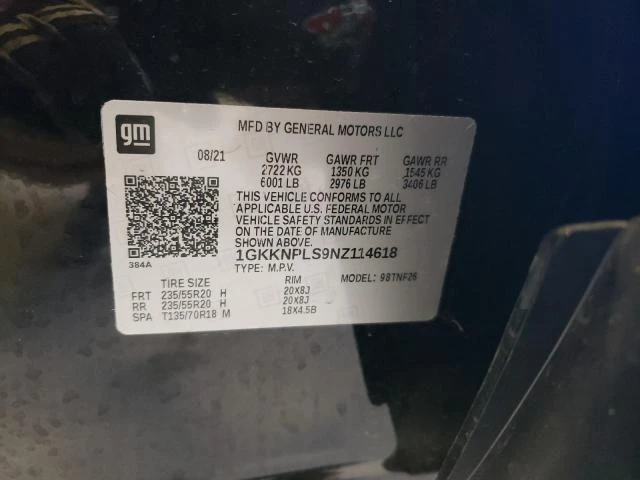 gm
MFD BY GENERAL MOTORS LLC
08/21 GVWR GAWR FRT GAWR RR
2722 KG 1350 KG 1545 KG
6001 LB 2976 LB 3406 LB
THIS VEHICLE CONFORMS TO ALL
APPLICABLE U.S. FEDERAL MOTOR
VEHICLE SAFETY STANDARDS IN EFFECT
ON THE DATE OF MANUFACTURE
SHOWN ABOVE.
384A
1GKKNPLS9NZ114618
TYPE: M.P.V. MODEL: 98TNF26
TIRE SIZE RIM
FRT 235/55R20 H 20X8J
RR 235/55R20 H 20X8J
SPA T135/70R18 M 18X4.5B